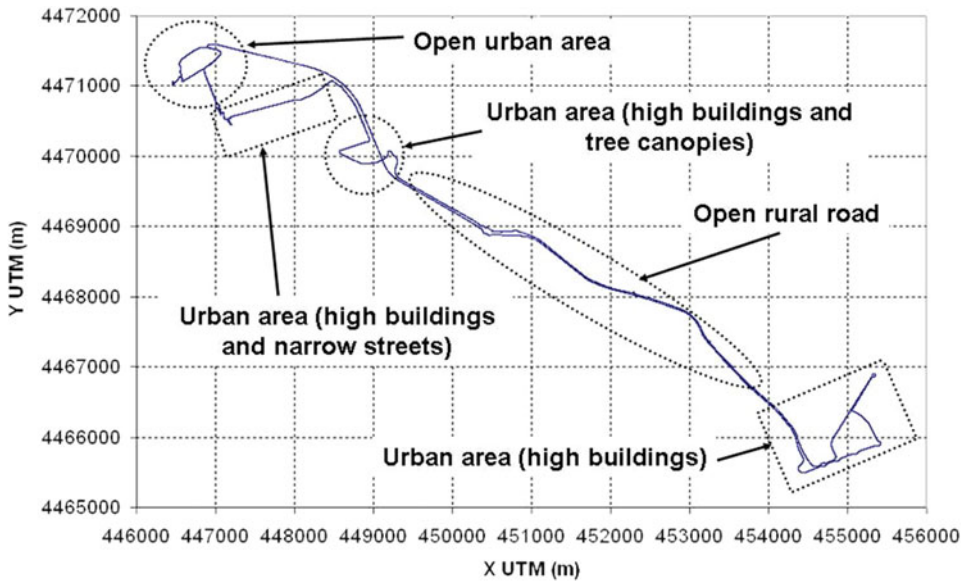 4472000
4471000
4470000
4469000
4468000
4467000
4466000
4465000
Y UTM (m)
Open urban area
Urban area (high buildings and
tree canopies)
Open rural road
Urban area (high buildings
and narrow streets)
Urban area (high buildings)
446000 447000 448000 449000 450000 451000 452000 453000 454000 455000 456000
X UTM (m)